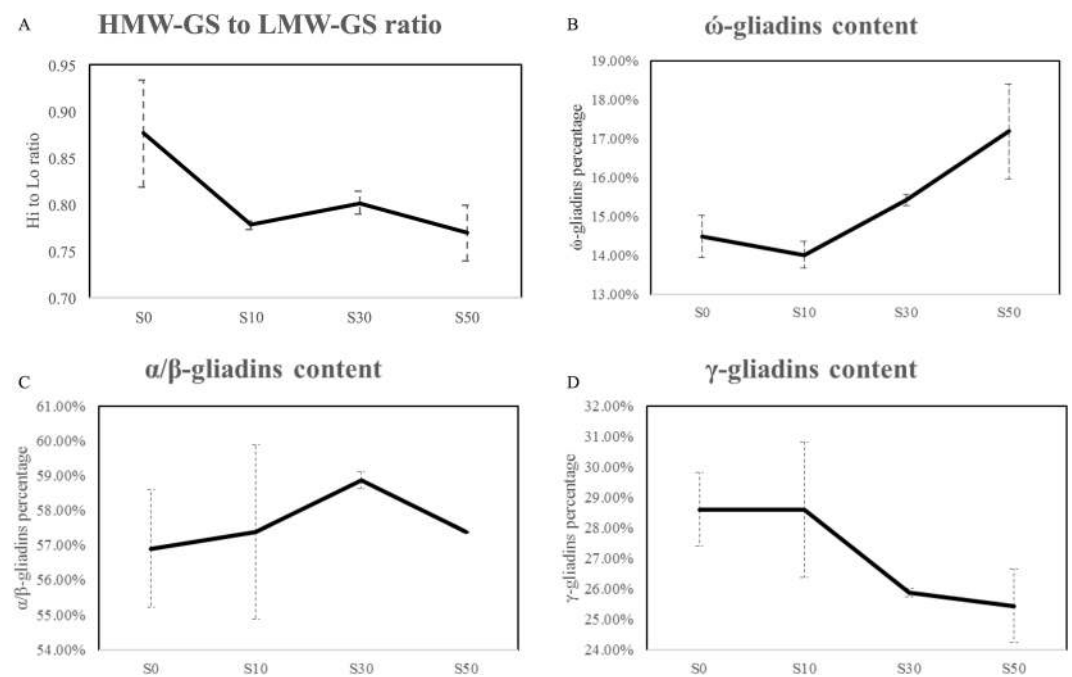 A
HMW-GS to LMW-GS ratio
Hi to Lo ratio
0.95
0.90
0.85
0.80
0.75
0.70
S0 S10 S30 S50
B
ώ-gliadins content
ώ-gliadins percentage
19.00%
18.00%
17.00%
16.00%
15.00%
14.00%
13.00%
S0 S10 S30 S50
C
α/β-gliadins content
α/β-gliadins percentage
61.00%
60.00%
59.00%
58.00%
57.00%
56.00%
55.00%
54.00%
S0 S10 S30 S50
D
γ-gliadins content
γ-gliadins percentage
32.00%
31.00%
30.00%
29.00%
28.00%
27.00%
26.00%
25.00%
24.00%
S0 S10 S30 S50